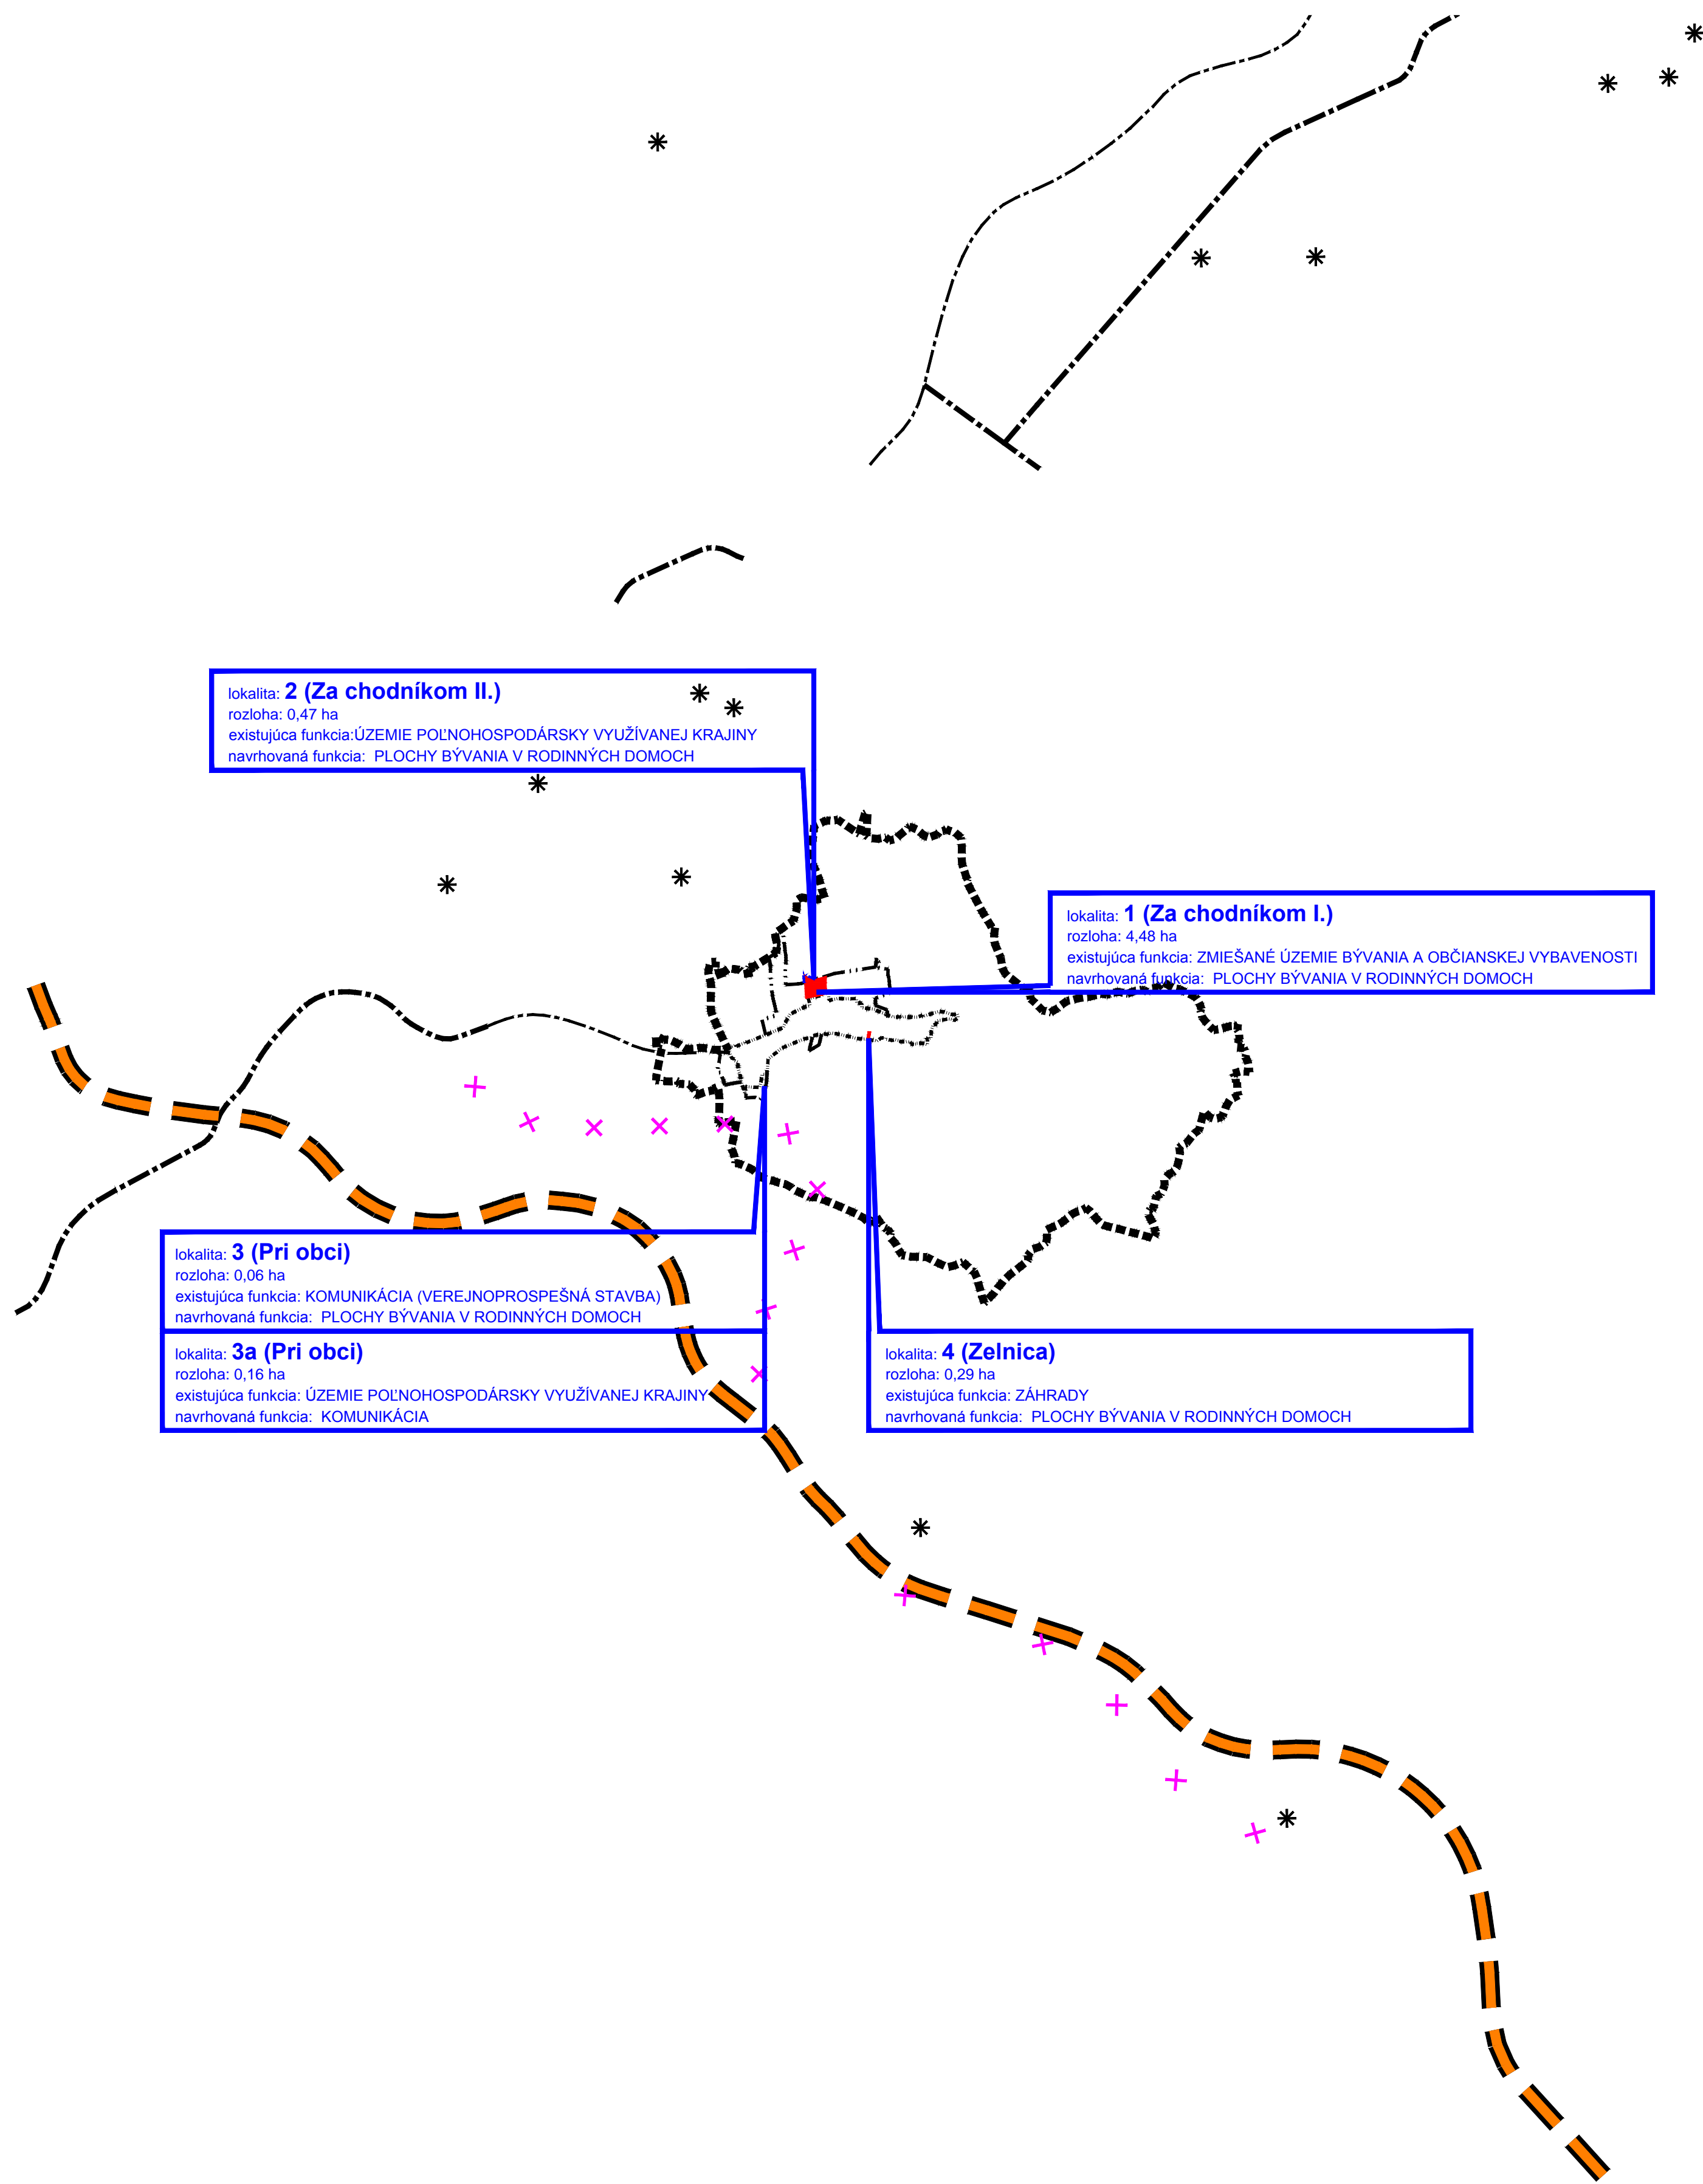 lokalita: 2 (Za chodníkom II.)
rozloha: 0,47 ha
existujúca funkcia:ÚZEMIE POĽNOHOSPODÁRSKY VYUŽÍVANEJ KRAJINY
navrhovaná funkcia: PLOCHY BÝVANIA V RODINNÝCH DOMOCH
lokalita: 1 (Za chodníkom I.)
rozloha: 4,48 ha
existujúca funkcia: ZMIEŠANÉ ÚZEMIE BÝVANIA A OBČIANSKEJ VYBAVENOSTI
navrhovaná funkcia: PLOCHY BÝVANIA V RODINNÝCH DOMOCH
lokalita: 3 (Pri obci)
rozloha: 0,06 ha
existujúca funkcia: KOMUNIKÁCIA (VEREJNOPROSPEŠNÁ STAVBA)
navrhovaná funkcia: PLOCHY BÝVANIA V RODINNÝCH DOMOCH
lokalita: 3a (Pri obci)
rozloha: 0,16 ha
existujúca funkcia: ÚZEMIE POĽNOHOSPODÁRSKY VYUŽÍVANEJ KRAJINY
navrhovaná funkcia: KOMUNIKÁCIA
lokalita: 4 (Zelnica)
rozloha: 0,29 ha
existujúca funkcia: ZÁHRADY
navrhovaná funkcia: PLOCHY BÝVANIA V RODINNÝCH DOMOCH